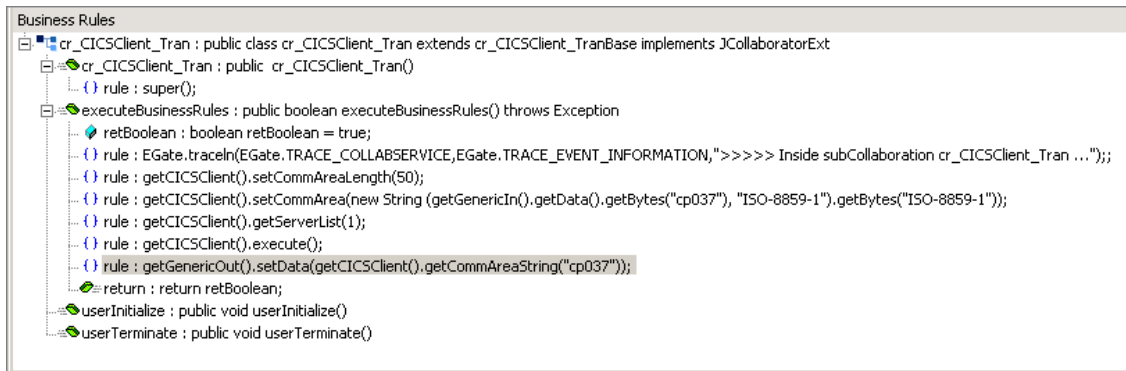 Business Rules
cr_CICSClient_Tran : public class cr_CICSClient_Tran extends cr_CICSClient_TranBase implements JCollaboratorExt
cr_CICSClient_Tran : public  cr_CICSClient_Tran()
{} rule : super();
executeBusinessRules : public boolean executeBusinessRules() throws Exception
retBoolean : boolean retBoolean = true;
{} rule : EGate.traceln(EGate.TRACE_COLLABSERVICE,EGate.TRACE_EVENT_INFORMATION,">>>>> Inside subCollaboration cr_CICSClient_Tran ...");;
{} rule : getCICSClient().setCommAreaLength(50);
{} rule : getCICSClient().setCommArea(new String (getGenericIn().getData().getBytes("cp037"), "ISO-8859-1").getBytes("ISO-8859-1"));
{} rule : getCICSClient().getServerList(1);
{} rule : getCICSClient().execute();
{} rule : getGenericOut().setData(getCICSClient().getCommAreaString("cp037"));
return : return retBoolean;
userInitialize : public void userInitialize()
userTerminate : public void userTerminate()